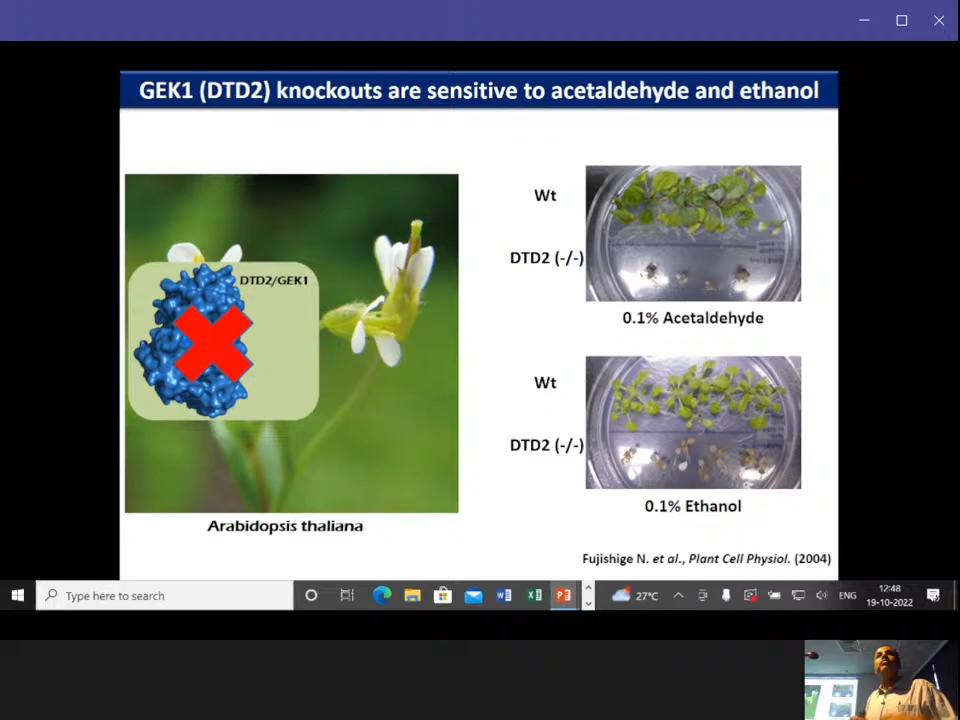 GEK1 (DTD2) knockouts are sensitive to acetaldehyde and ethanol
DTD2/GEK1
Arabidopsis thaliana
Wt
DTD2 (-/-)
0.1% Acetaldehyde
Wt
DTD2 (-/-)
0.1% Ethanol
Fujishige N. et al., Plant Cell Physiol. (2004)
Type here to search
27°C
ENG
12:48
19-10-2022